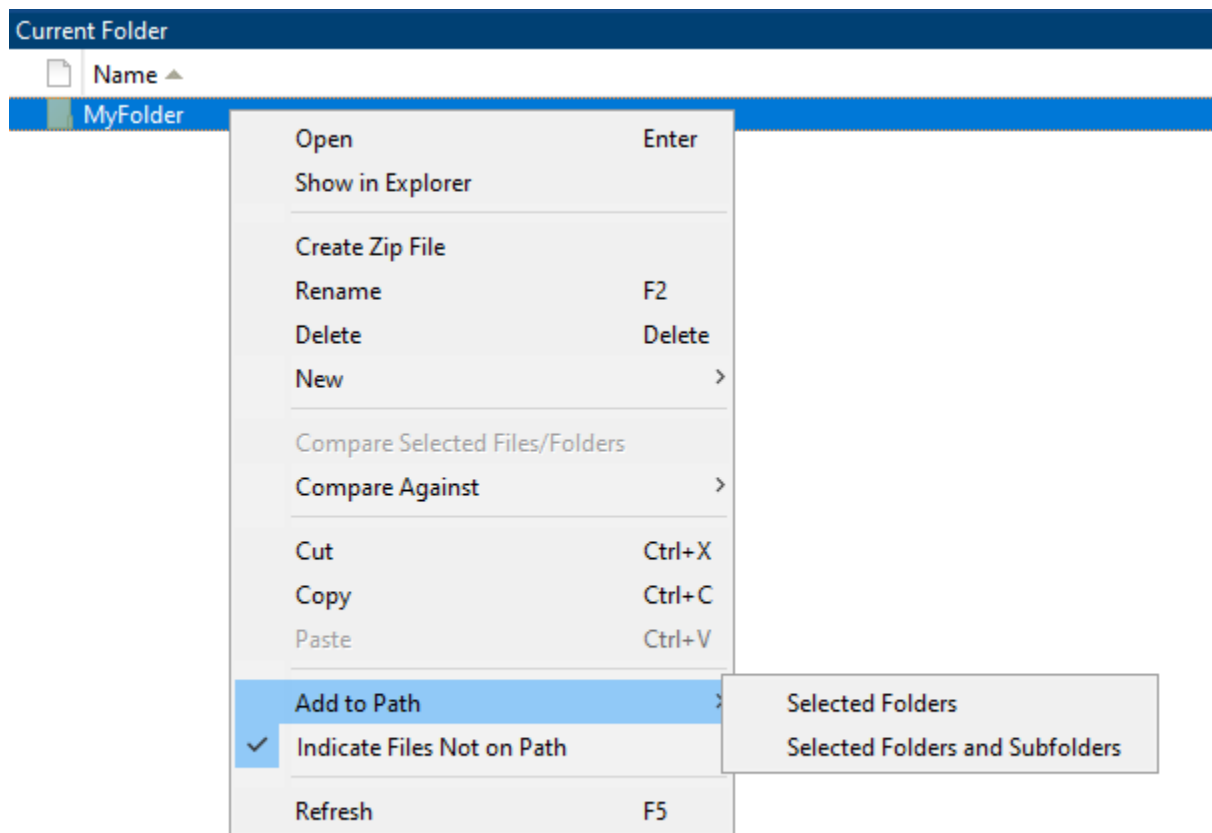 Current Folder
Name
MyFolder
Open Enter
Show in Explorer
Create Zip File
Rename F2
Delete Delete
New
Compare Selected Files/Folders
Compare Against
Cut Ctrl+X
Copy Ctrl+C
Paste Ctrl+V
Add to Path
Selected Folders
Indicate Files Not on Path
Selected Folders and Subfolders
Refresh F5